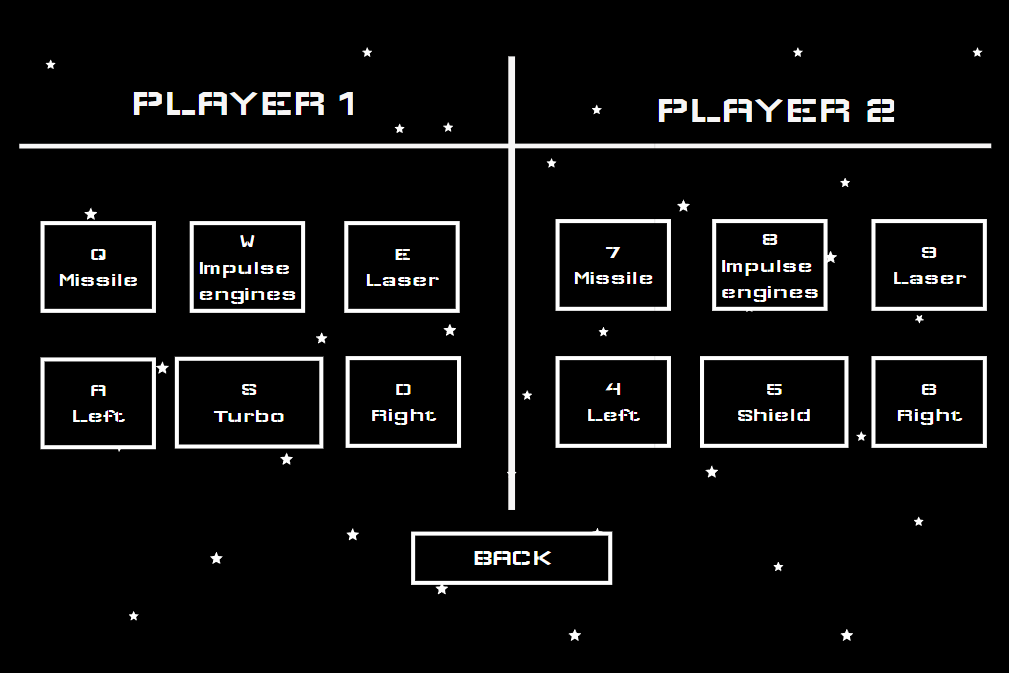 PLAYER 1
Q
Missile
W
Impulse
engines
E
Laser
A
Left
S
Turbo
D
Right
PLAYER 2
7
Missile
8
Impulse
engines
9
Laser
4
Left
5
Shield
6
Right
BACK